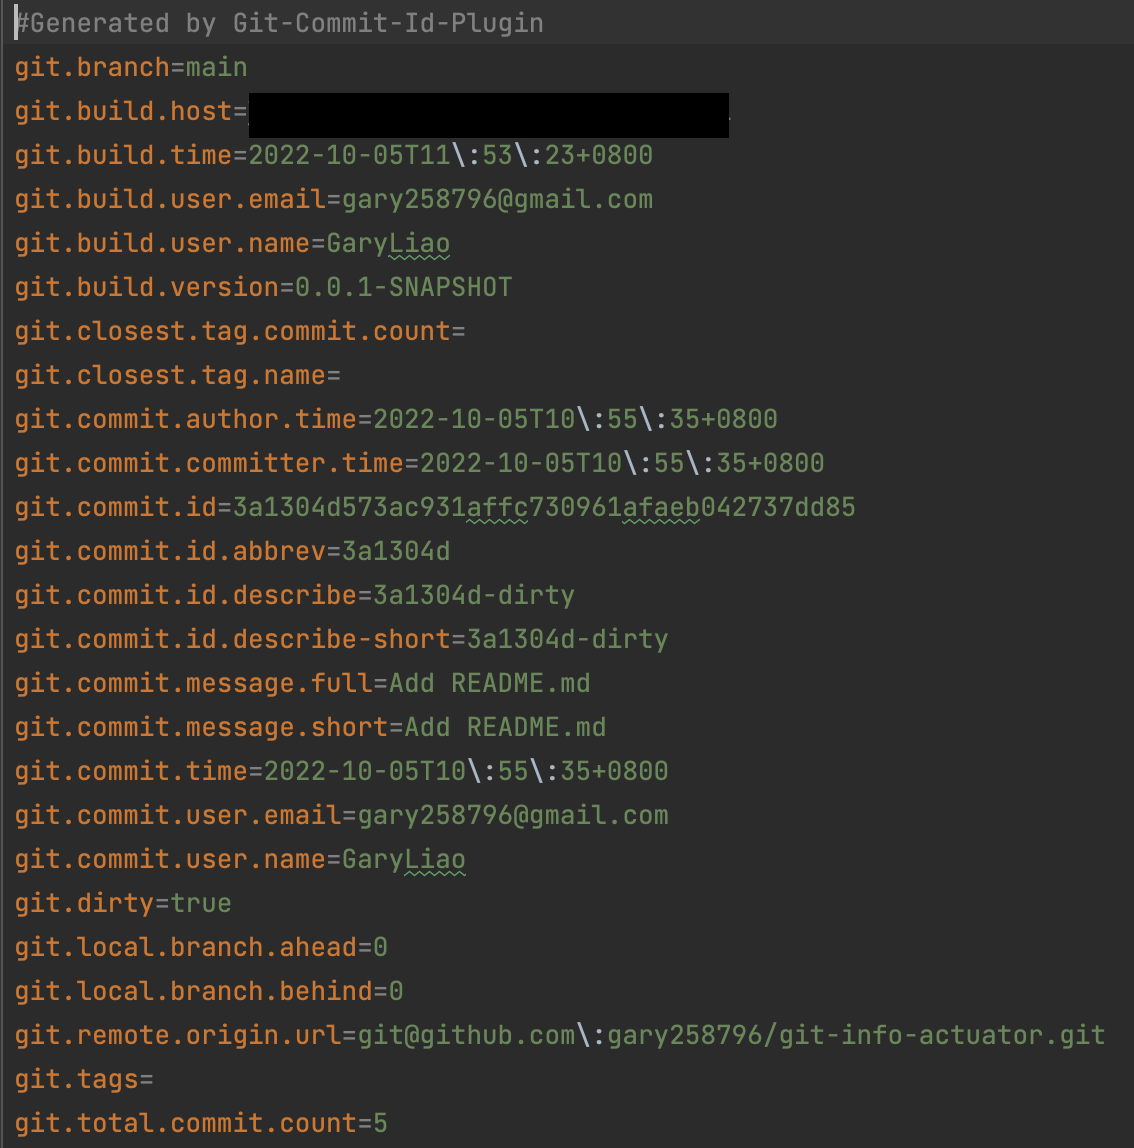 #Generated by Git-Commit-Id-Plugin
git.branch=main
git.build.host=
git.build.time=2022-10-05T11\:53\:23+0800
git.build.user.email=gary258796@gmail.com
git.build.user.name=GaryLiao
git.build.version=0.0.1-SNAPSHOT
git.closest.tag.commit.count=
git.closest.tag.name=
git.commit.author.time=2022-10-05T10\:55\:35+0800
git.commit.committer.time=2022-10-05T10\:55\:35+0800
git.commit.id=3a1304d573ac931affc730961afaeb042737dd85
git.commit.id.abbrev=3a1304d
git.commit.id.describe=3a1304d-dirty
git.commit.id.describe-short=3a1304d-dirty
git.commit.message.full=Add README.md
git.commit.message.short=Add README.md
git.commit.time=2022-10-05T10\:55\:35+0800
git.commit.user.email=gary258796@gmail.com
git.commit.user.name=GaryLiao
git.dirty=true
git.local.branch.ahead=0
git.local.branch.behind=0
git.remote.origin.url=git@github.com\:gary258796/git-info-actuator.git
git.tags=
git.total.commit.count=5